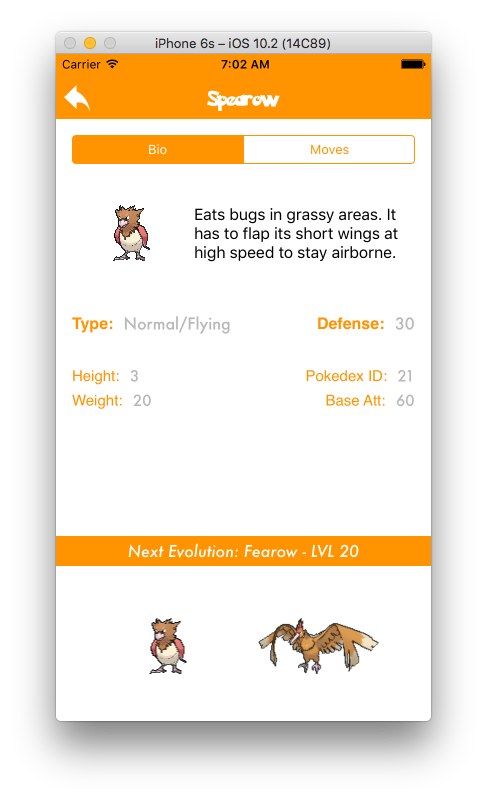 iPhone 6s – iOS 10.2 (14C89)
Carrier 7:02 AM
Spearow
Bio Moves
Eats bugs in grassy areas. It
has to flap its short wings at
high speed to stay airborne.
Type: Normal/Flying Defense: 30
Height: 3 Pokedex ID: 21
Weight: 20 Base Att: 60
Next Evolution: Fearow - LVL 20